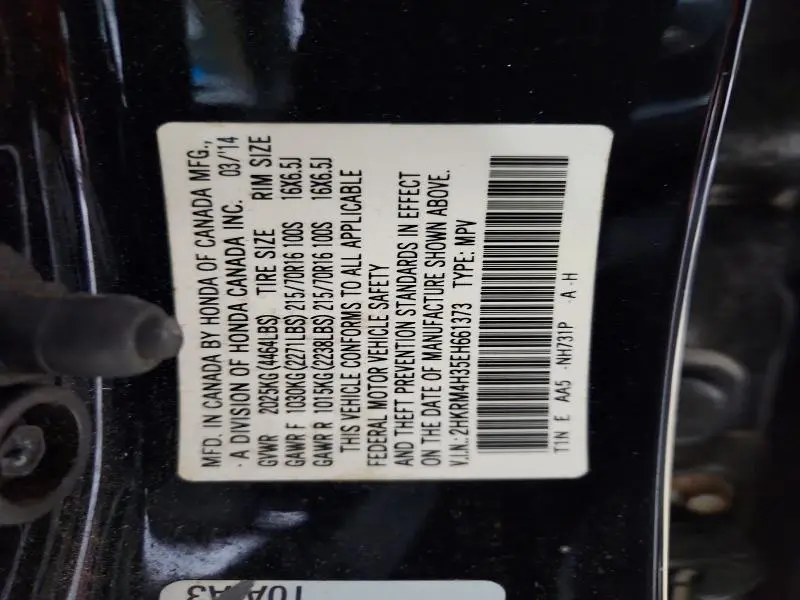 MFD. IN CANADA BY HONDA OF CANADA MFG.,
·A DIVISION OF HONDA CANADA INC. 03/'14
GVWR 2025KG(4464LBS) TIRE SIZE RIM SIZE
GAWR F 1030KG(2271LBS) 215/70R16 100S 16X6.5J
GAWR R 1015KG(2238LBS) 215/70R16 100S 16X6.5J
THIS VEHICLE CONFORMS TO ALL APPLICABLE
FEDERAL MOTOR VEHICLE SAFETY
AND THEFT PREVENTION STANDARDS IN EFFECT
ON THE DATE OF MANUFACTURE SHOWN ABOVE.
V.I.N.: 2HKRM4H35EH661373 TYPE: MPV
T1N E AA5 -NH731P -A -H